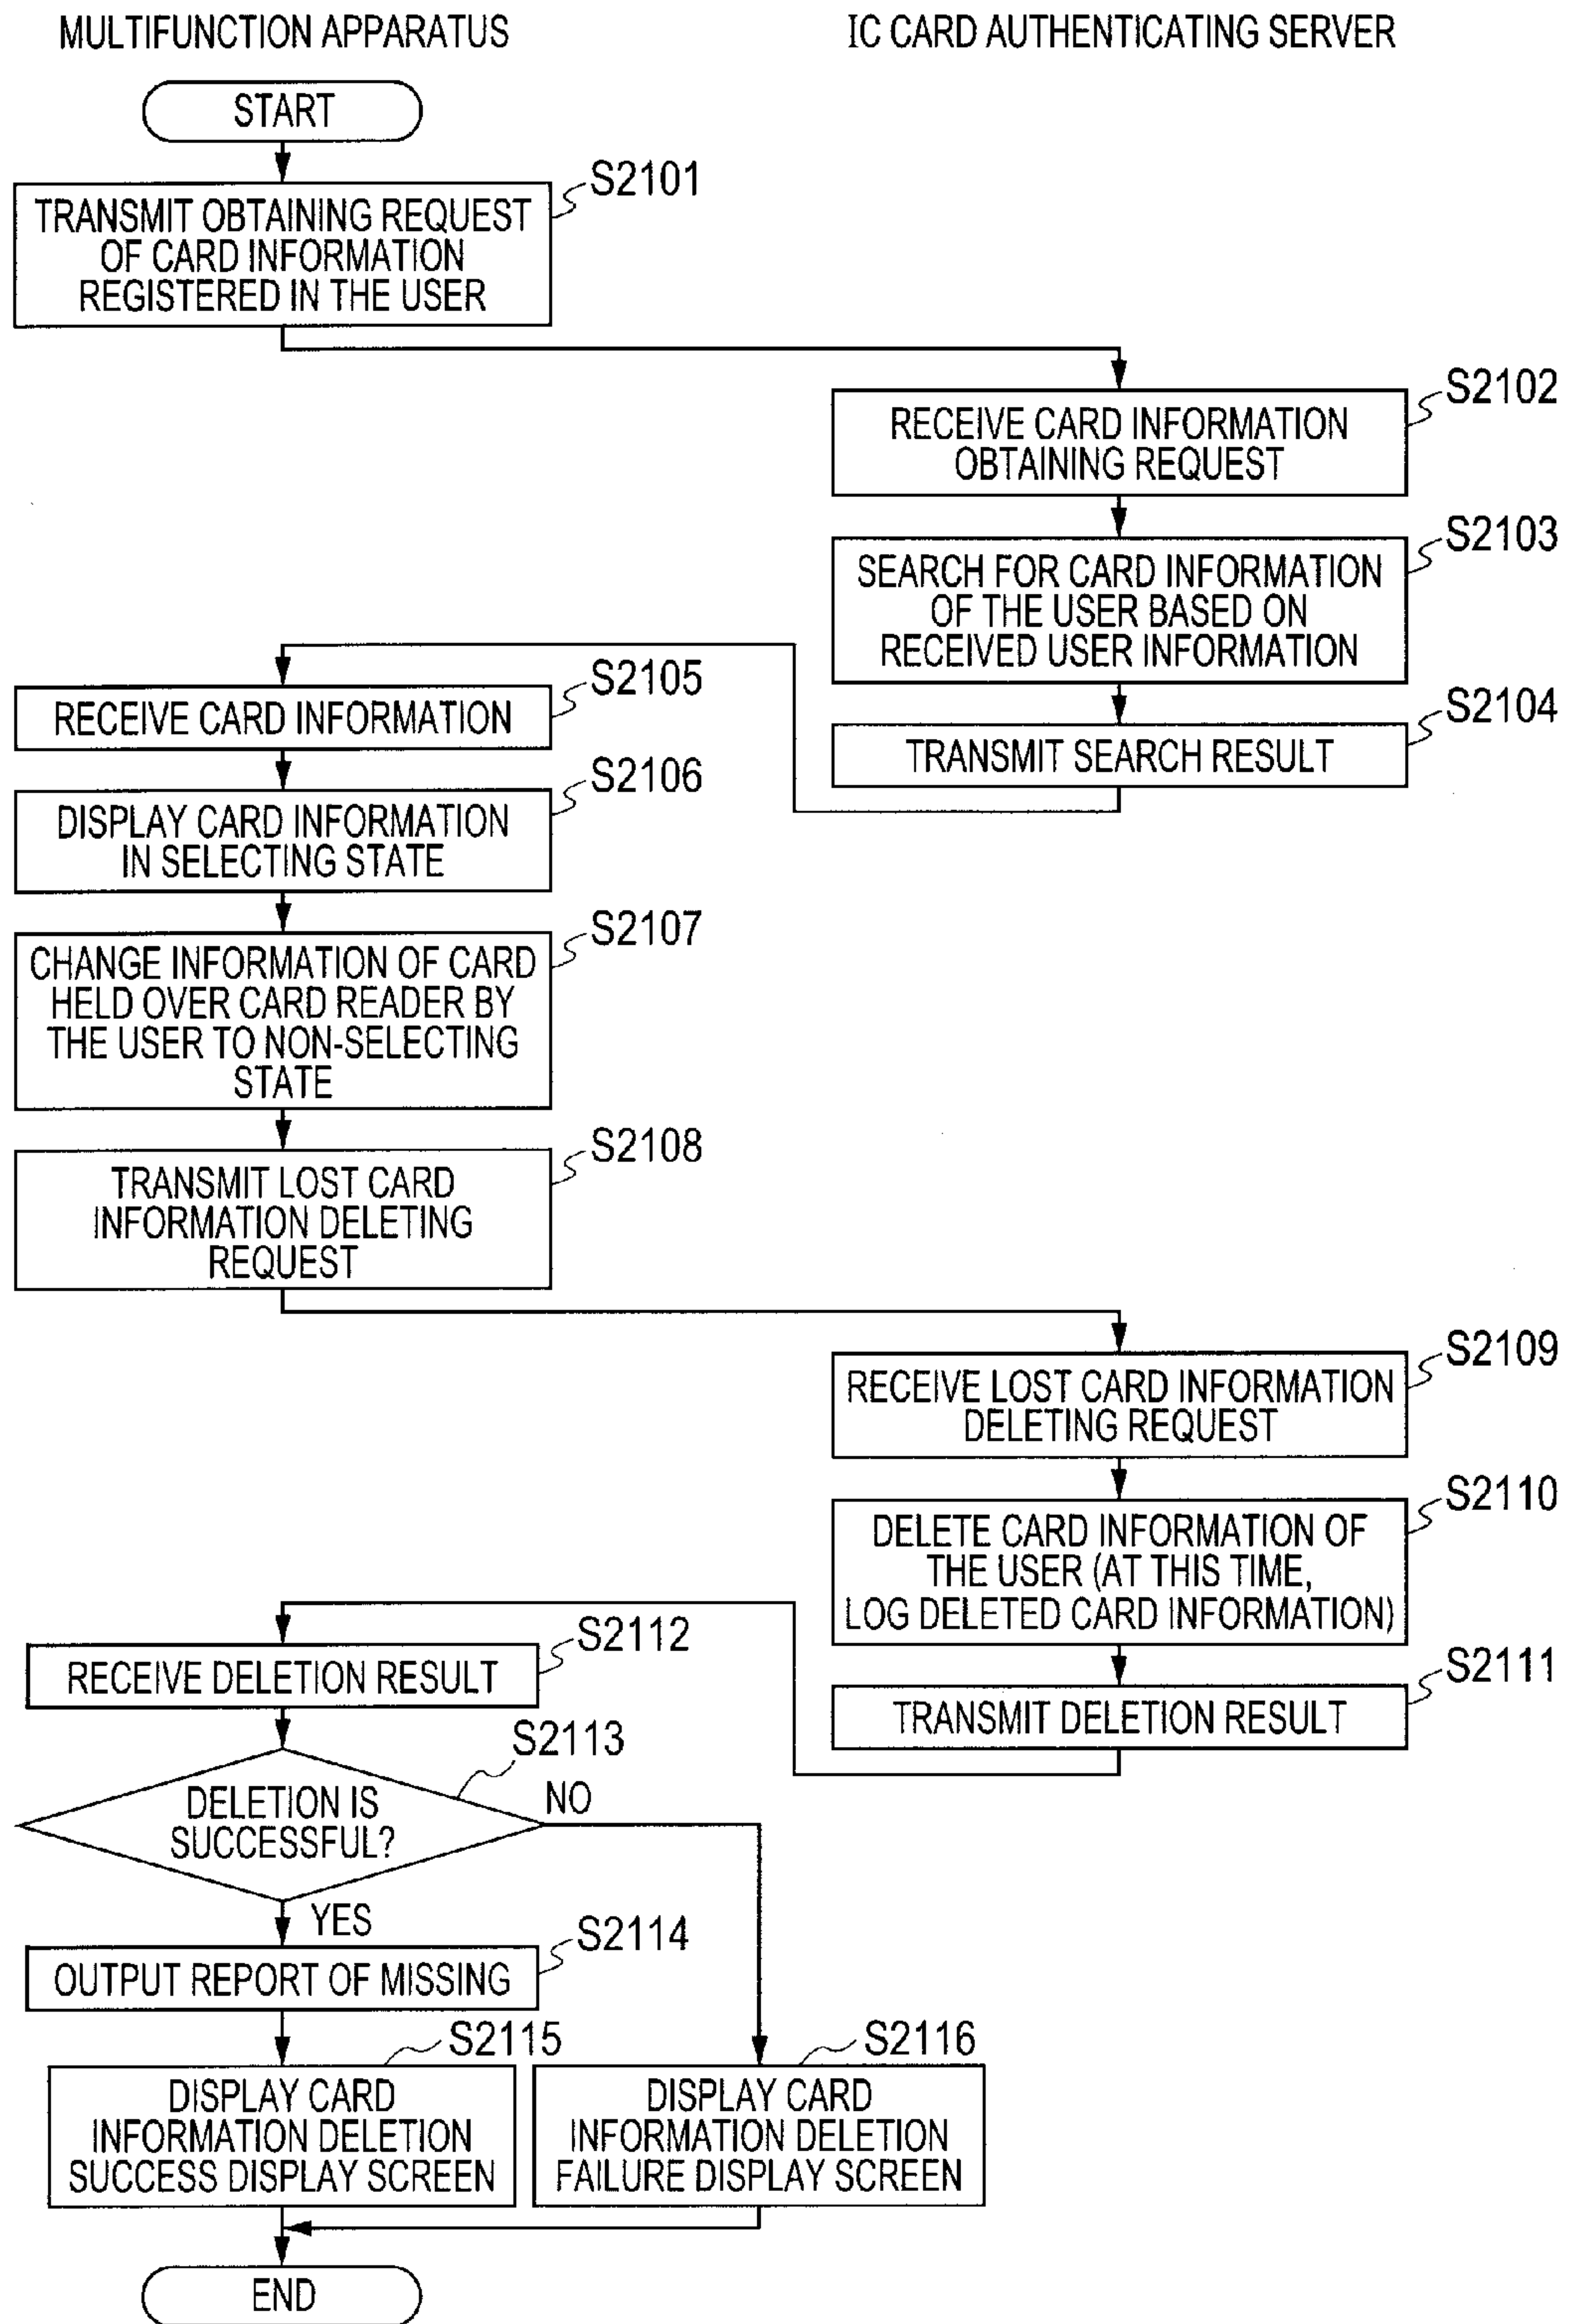 MULTIFUNCTION APPARATUS
IC CARD AUTHENTICATING SERVER
START
S2101
TRANSMIT OBTAINING REQUEST
OF CARD INFORMATION
REGISTERED IN THE USER
S2102
RECEIVE CARD INFORMATION
OBTAINING REQUEST
S2103
SEARCH FOR CARD INFORMATION
OF THE USER BASED ON
RECEIVED USER INFORMATION
S2104
TRANSMIT SEARCH RESULT
S2105
RECEIVE CARD INFORMATION
S2106
DISPLAY CARD INFORMATION
IN SELECTING STATE
S2107
CHANGE INFORMATION OF CARD
HELD OVER CARD READER BY
THE USER TO NON-SELECTING
STATE
S2108
TRANSMIT LOST CARD
INFORMATION DELETING
REQUEST
S2109
RECEIVE LOST CARD INFORMATION
DELETING REQUEST
S2110
DELETE CARD INFORMATION OF
THE USER (AT THIS TIME,
LOG DELETED CARD INFORMATION)
S2111
TRANSMIT DELETION RESULT
S2112
RECEIVE DELETION RESULT
S2113
DELETION IS
SUCCESSFUL?
NO
YES
S2114
OUTPUT REPORT OF MISSING
S2115
DISPLAY CARD
INFORMATION DELETION
SUCCESS DISPLAY SCREEN
S2116
DISPLAY CARD
INFORMATION DELETION
FAILURE DISPLAY SCREEN
END